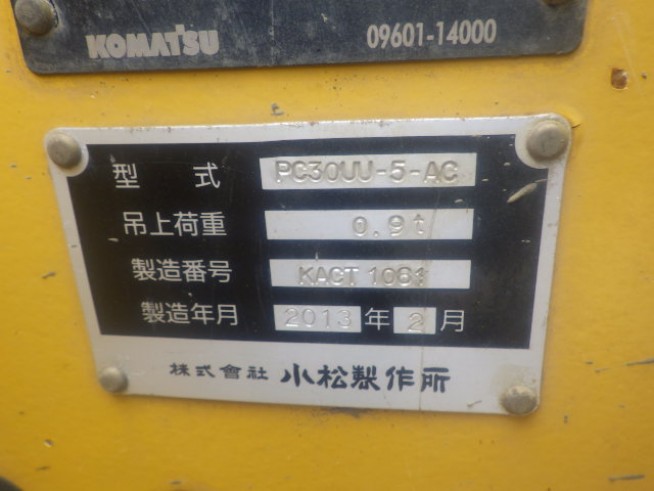 KOMATSU 09601-14000
型 式 PC30UU-5-AC
吊上荷重 0.9t
製造番号 KACT 1081
製造年月 2013 年 2 月
株式會社 小松製作所